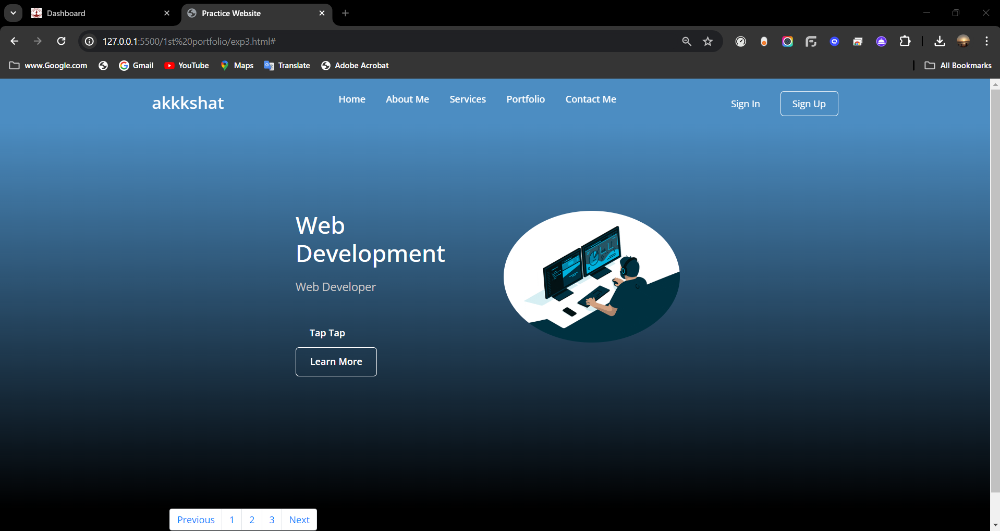 Dashboard
Practice Website
127.0.0.1:5500/1st%20portfolio/exp3.html#
www.Google.com Gmail YouTube Maps Translate Adobe Acrobat All Bookmarks
akkkshat Home About Me Services Portfolio Contact Me Sign In Sign Up
Web
Development
Web Developer
Tap Tap
Learn More
Previous 1 2 3 Next